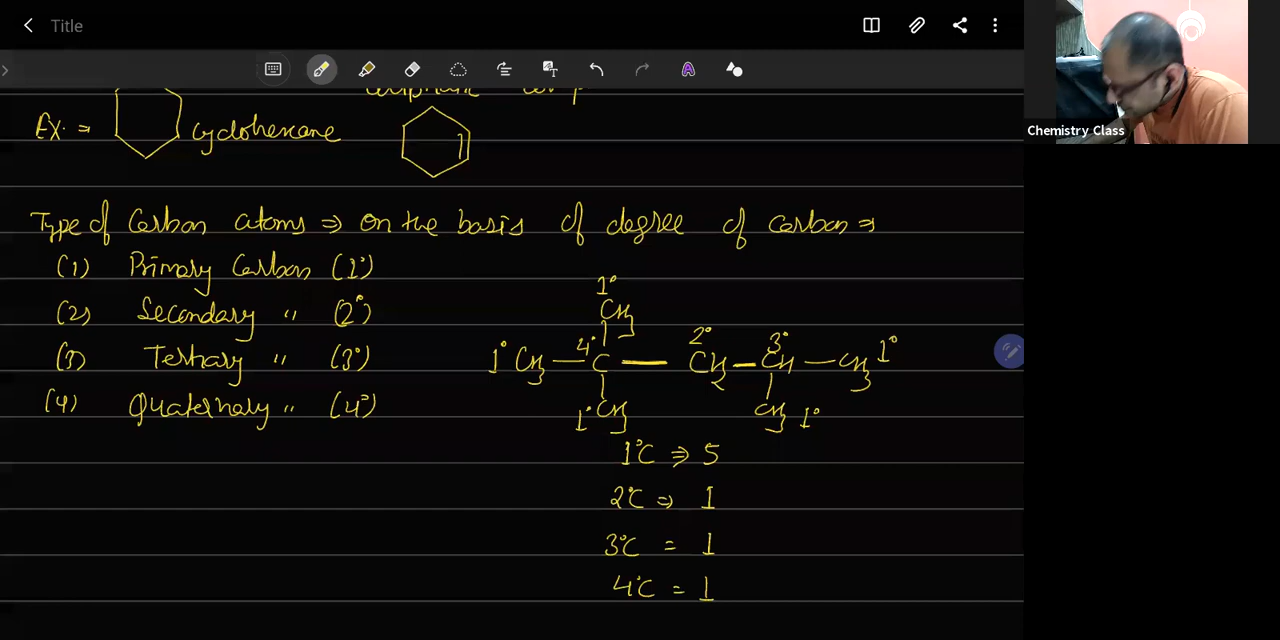 Title
Chemistry Class
Ex. =
cyclohexane
Type of Carbon atoms ⇒ on the basis of degree of carbon ⇒
(1) Primary Carbon (1°)
(2) Secondary " (2°)
(3) Tertiary " (3°)
(4) Quaternary " (4°)
1°
CH3
4° 2° 3°
1° CH3 — C — CH2 — CH — CH3 1°
1° CH3 CH3 1°
1°C ⇒ 5
2°C ⇒ 1
3°C = 1
4°C = 1